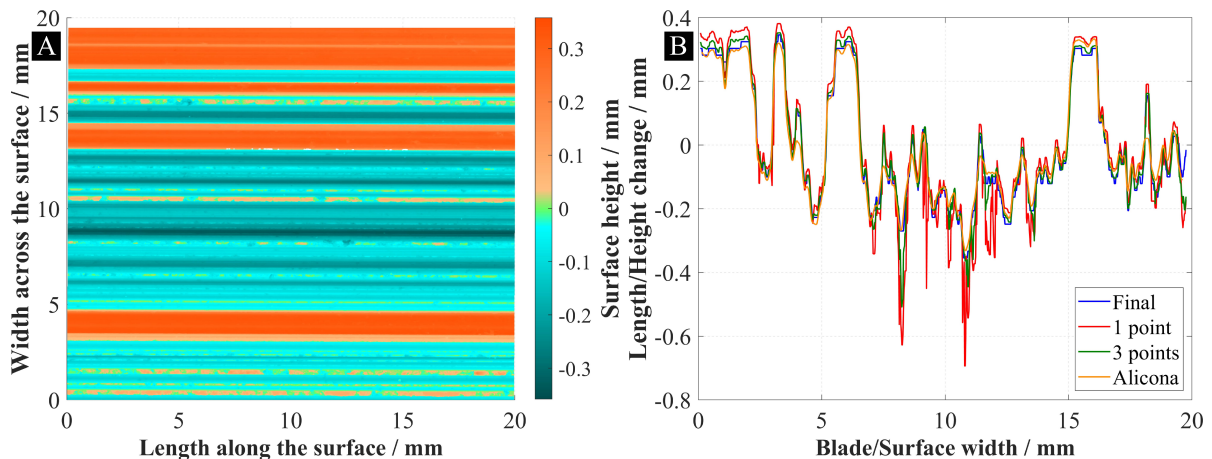 A
20
15
10
5
0
Width across the surface / mm
0
5
10
15
20
Length along the surface / mm
0.3
0.2
0.1
0
-0.1
-0.2
-0.3
Surface height / mm
B
0.4
0.2
0
-0.2
-0.4
-0.6
-0.8
Length/Height change / mm
Final
1 point
3 points
Alicona
0
5
10
15
20
Blade/Surface width / mm